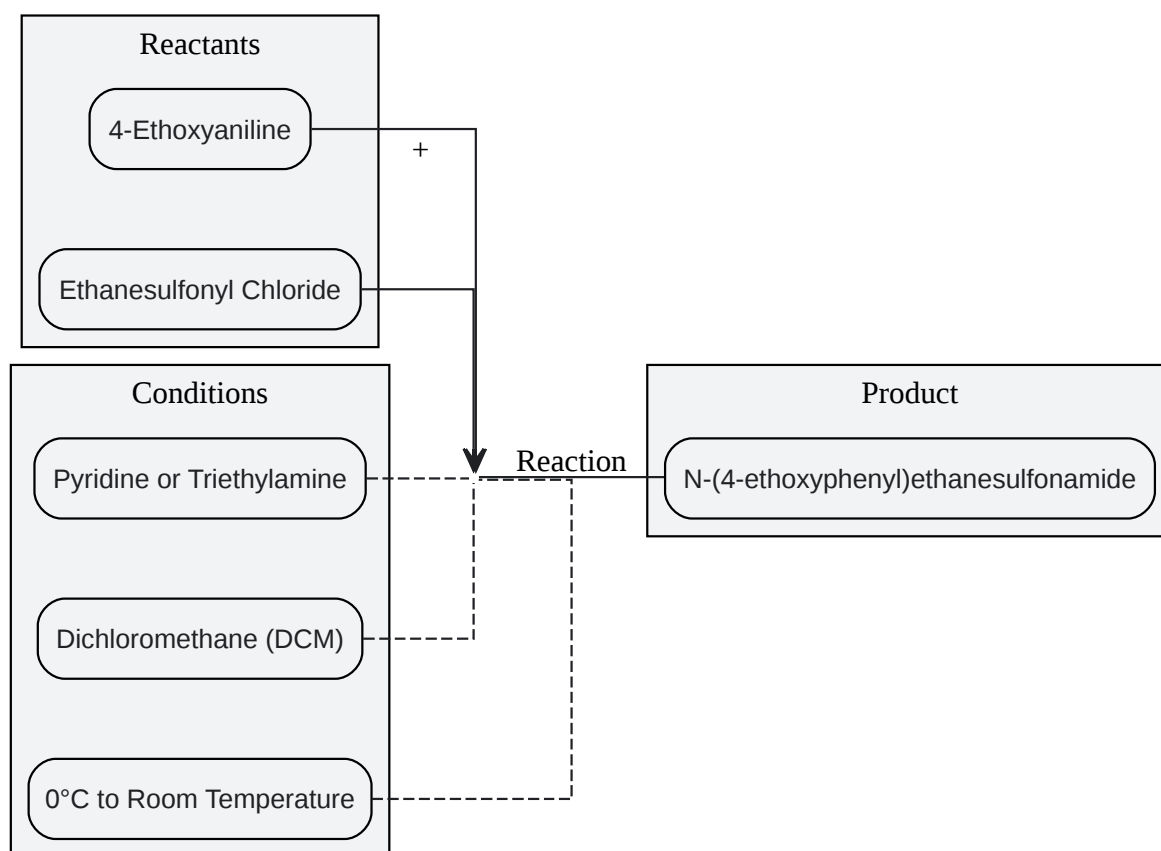 Reactants
4-Ethoxyaniline
+
Ethanesulfonyl Chloride
Conditions
Pyridine or Triethylamine
Dichloromethane (DCM)
0°C to Room Temperature
Reaction
Product
N-(4-ethoxyphenyl)ethanesulfonamide